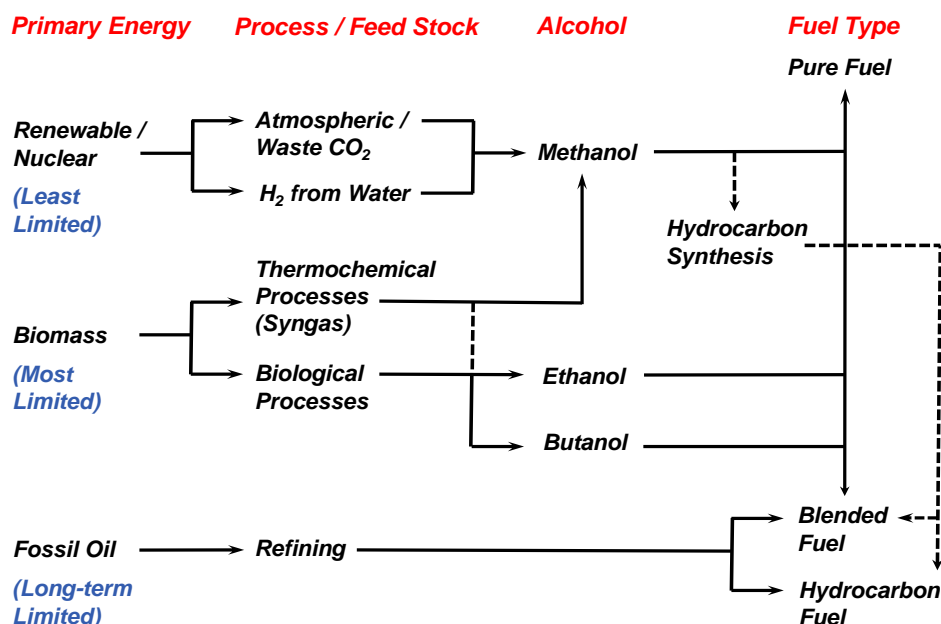 Primary Energy Process / Feed Stock Alcohol Fuel Type
Pure Fuel
Renewable /
Nuclear
(Least
Limited)
Atmospheric /
Waste CO₂
H₂ from Water
Methanol
Hydrocarbon
Synthesis
Thermochemical
Processes
(Syngas)
Biomass
(Most
Limited)
Biological
Processes
Ethanol
Butanol
Blended
Fuel
Fossil Oil
(Long-term
Limited)
Refining
Hydrocarbon
Fuel